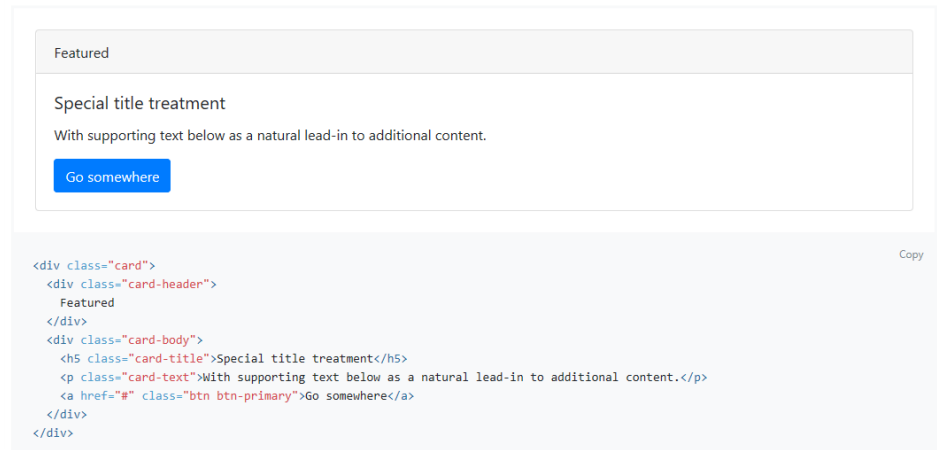 Featured
Special title treatment
With supporting text below as a natural lead-in to additional content.
Go somewhere
Copy
<div class="card">
  <div class="card-header">
    Featured
  </div>
  <div class="card-body">
    <h5 class="card-title">Special title treatment</h5>
    <p class="card-text">With supporting text below as a natural lead-in to additional content.</p>
    <a href="#" class="btn btn-primary">Go somewhere</a>
  </div>
</div>